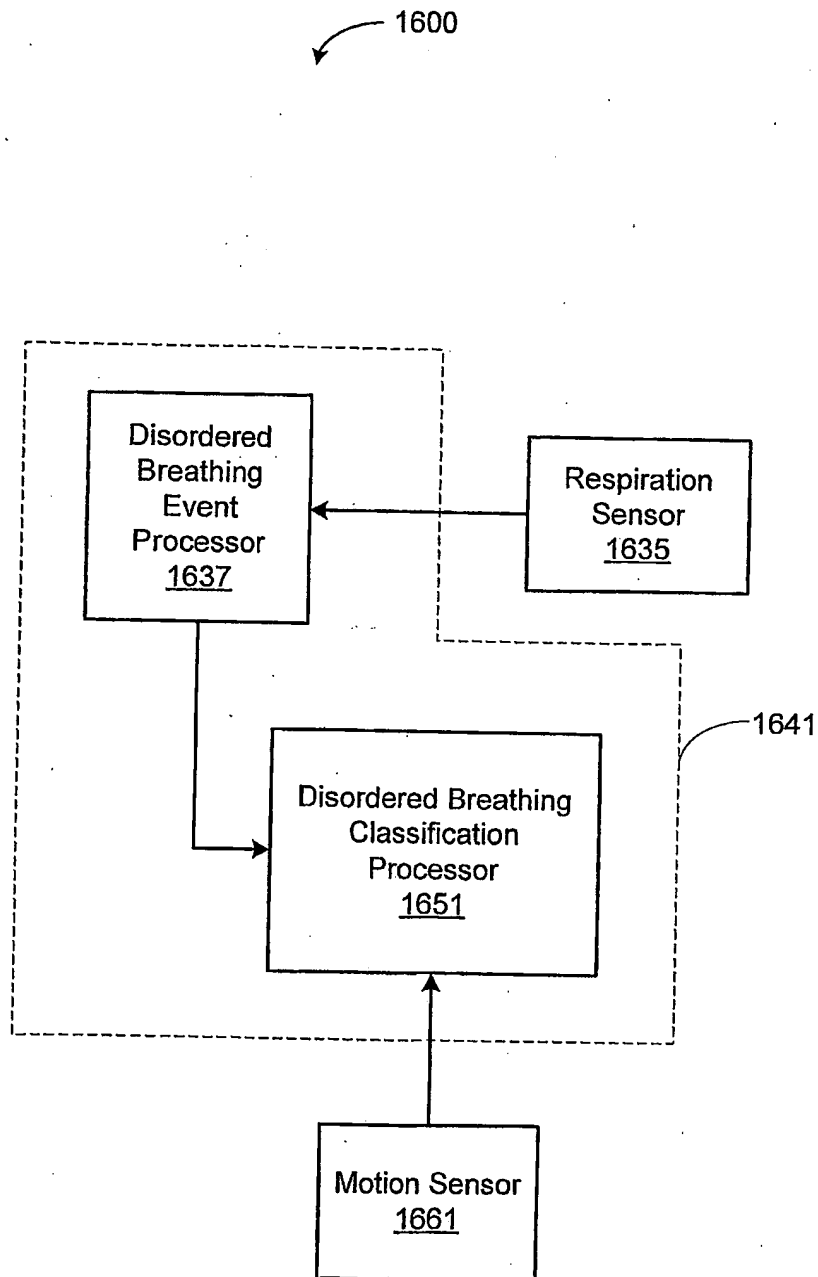 1600
Disordered
Breathing
Event
Processor
1637
Respiration
Sensor
1635
1641
Disordered Breathing
Classification
Processor
1651
Motion Sensor
1661